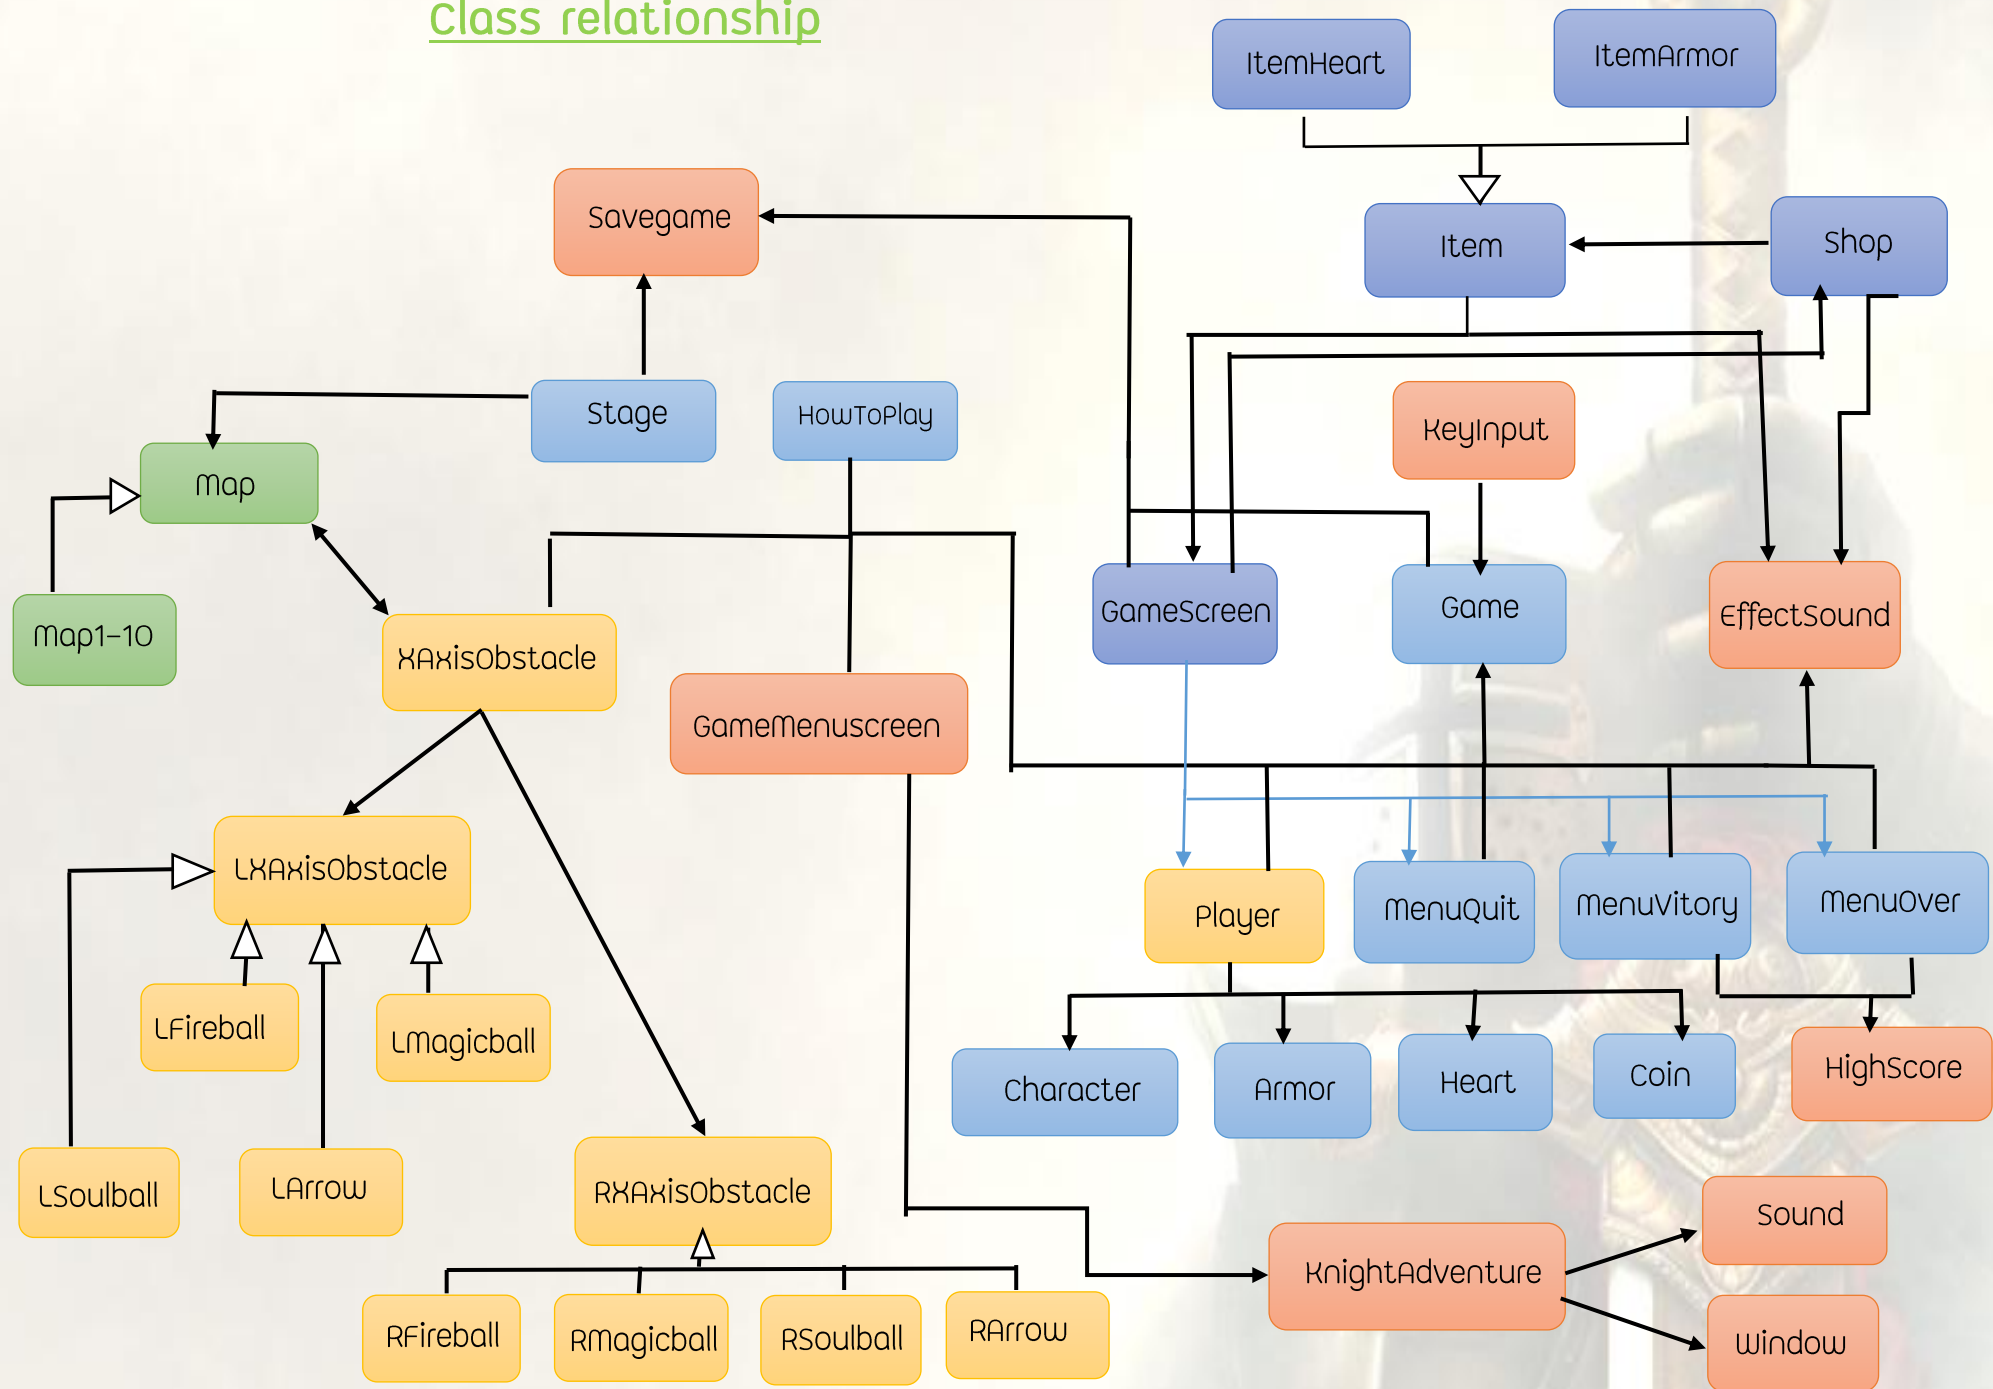 Class relationship
ItemHeart
ItemArmor
Savegame
Item
Shop
Stage
HowToPlay
KeyInput
Map
GameScreen
Game
EffectSound
Map1-10
XAxisObstacle
GameMenuscreen
LXAxisObstacle
Player
MenuQuit
MenuVitory
MenuOver
LFireball
LMagicball
Character
Armor
Heart
Coin
HighScore
LSoulball
LArrow
RXAxisObstacle
Sound
KnightAdventure
RFireball
RMagicball
RSoulball
RArrow
Window